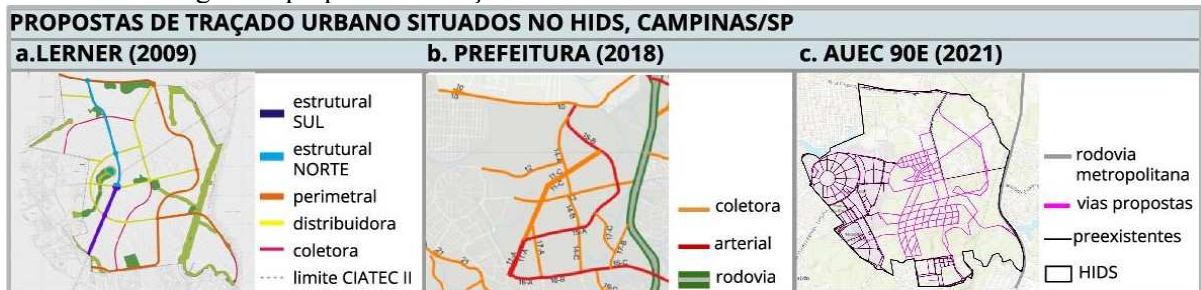 PROPOSTAS DE TRAÇADO URBANO SITUADOS NO HIDS, CAMPINAS/SP
a.LERNER (2009)
estrutural
SUL
estrutural
NORTE
perimetral
distribuidora
coletora
limite CIATEC II
b. PREFEITURA (2018)
coletora
arterial
rodovia
c. AUEC 90E (2021)
rodovia
metropolitana
vias propostas
preexistentes
HIDS